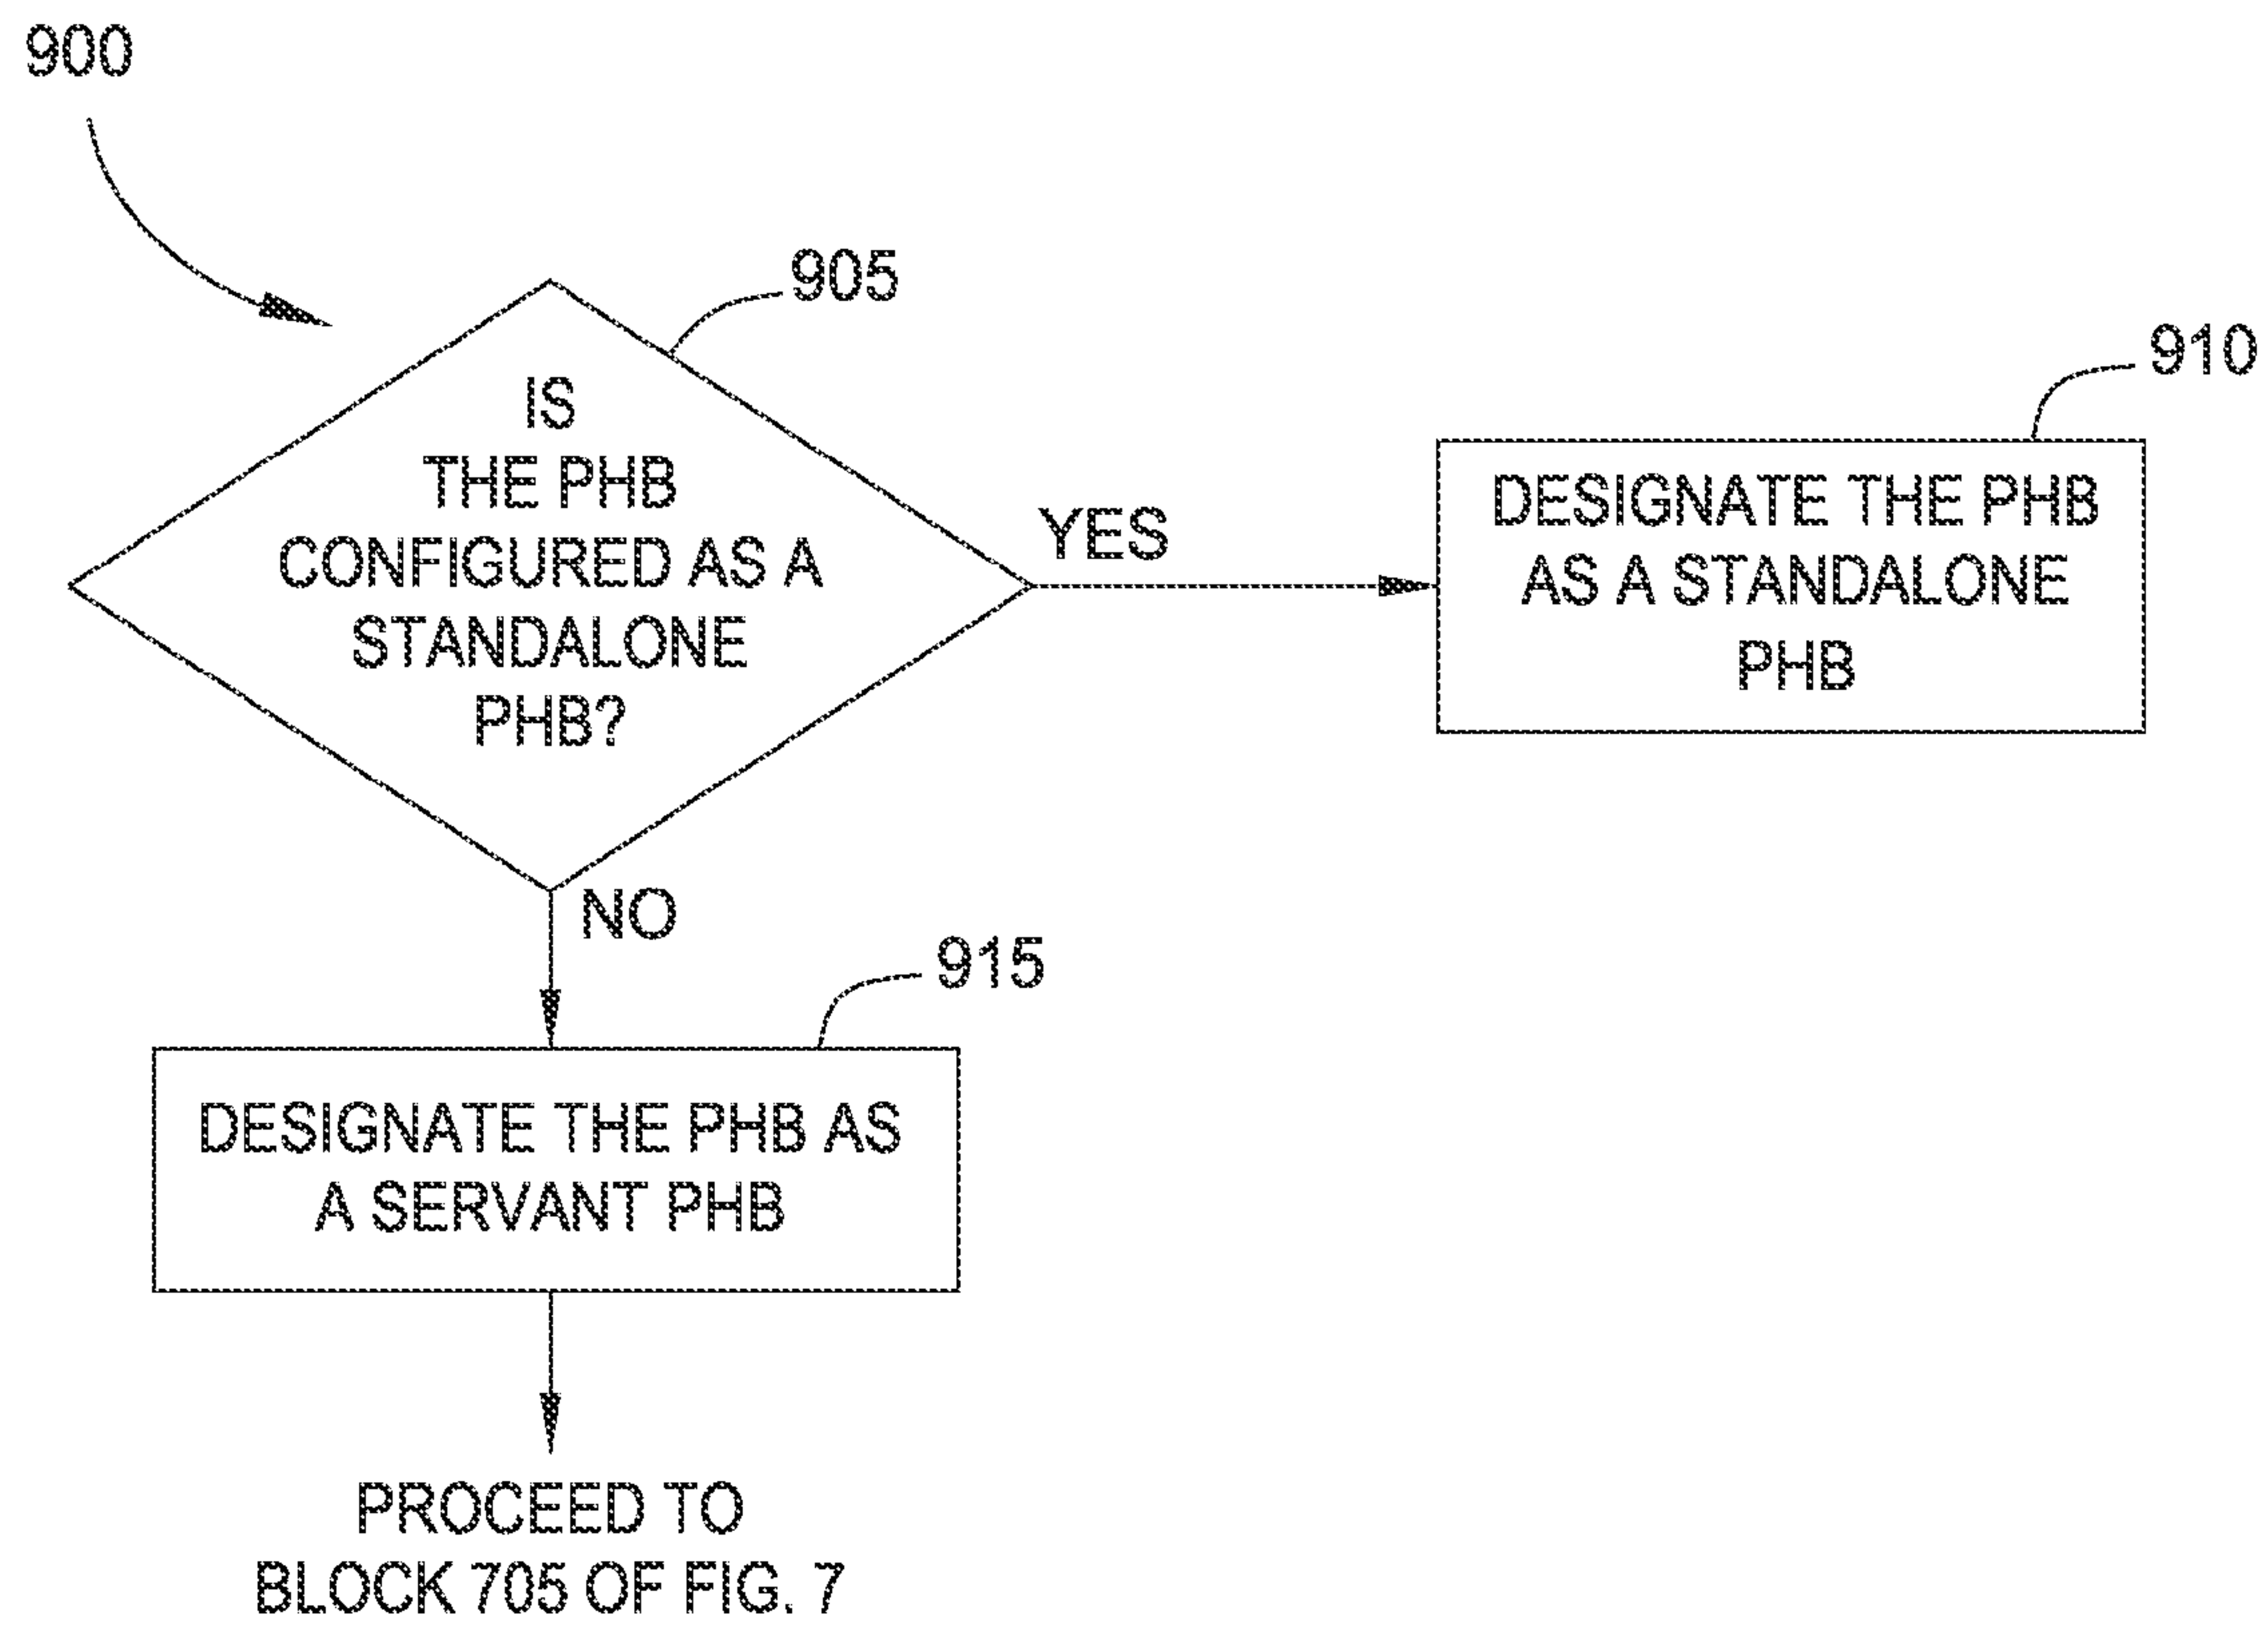 900
905
IS
THE PHB
CONFIGURED AS A
STANDALONE
PHB?
YES
910
DESIGNATE THE PHB
AS A STANDALONE
PHB
NO
915
DESIGNATE THE PHB AS
A SERVANT PHB
PROCEED TO
BLOCK 705 OF FIG. 7